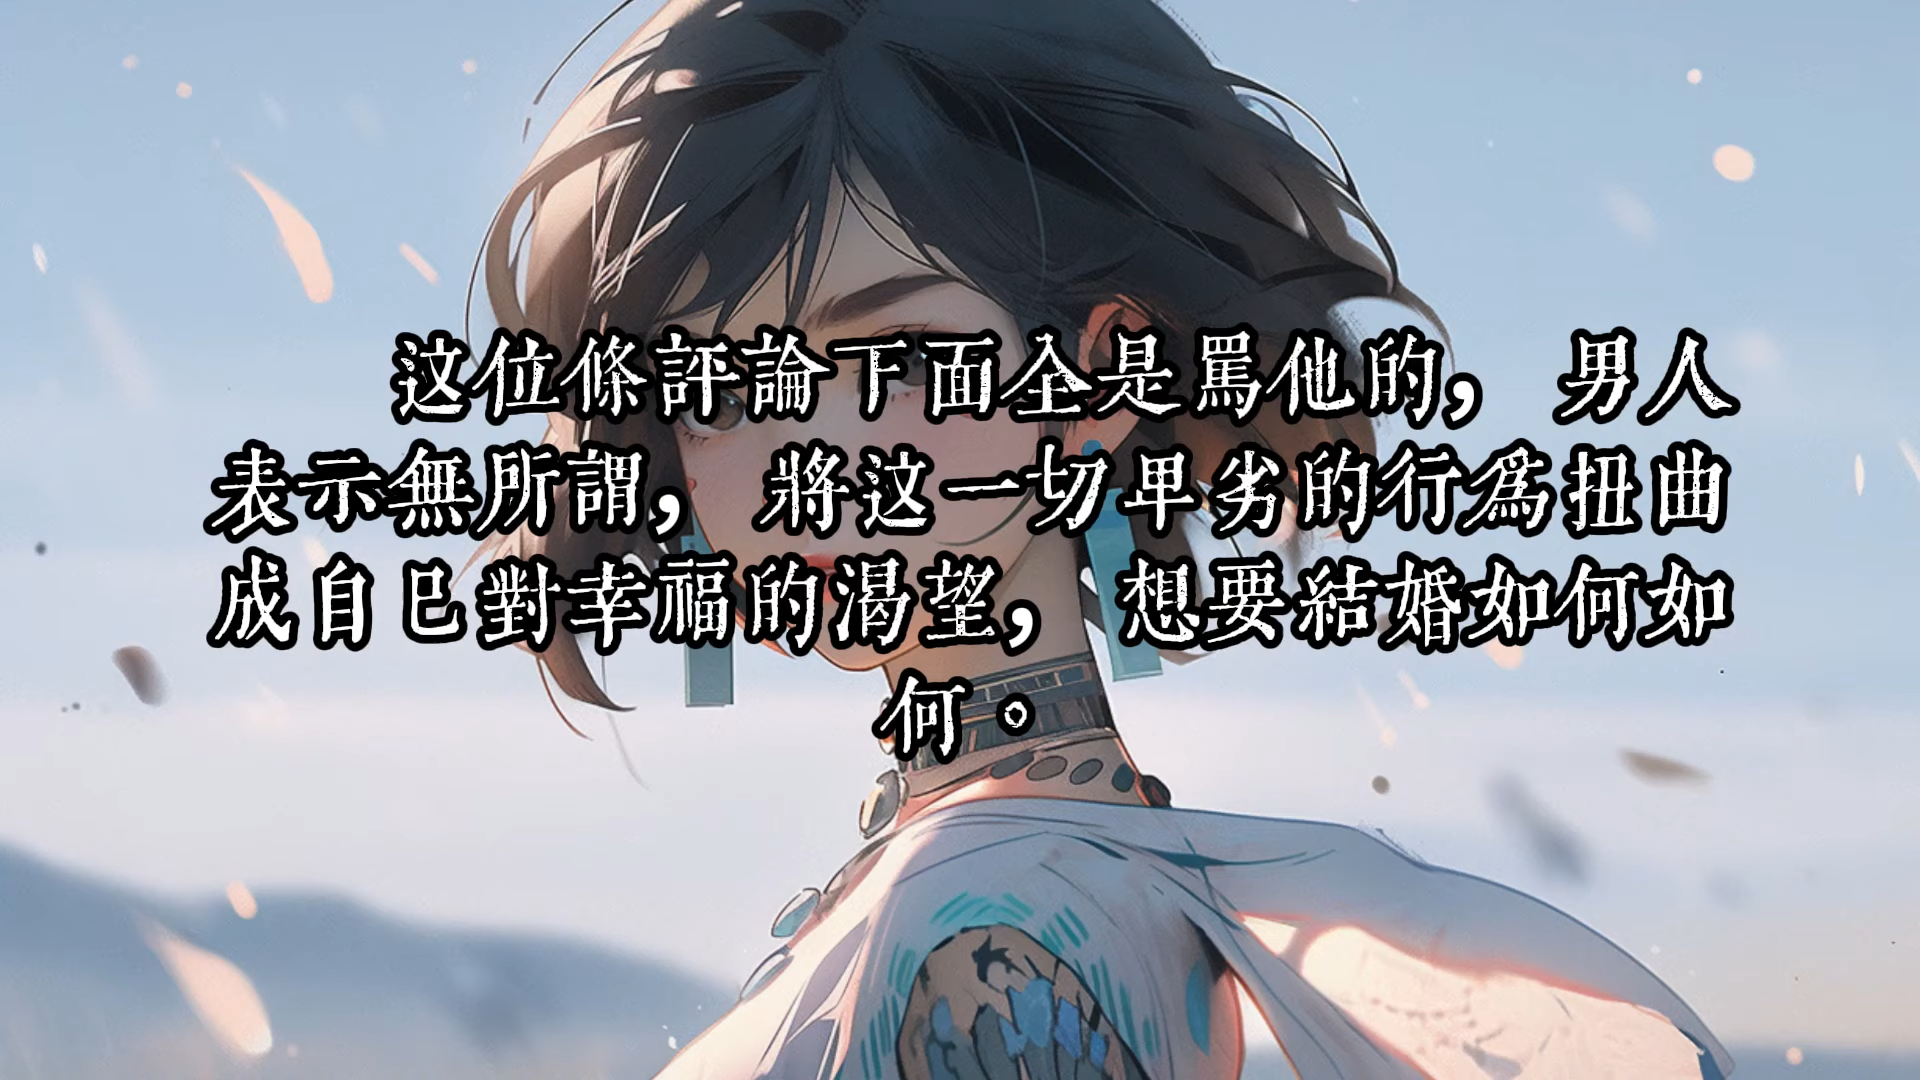 这位條評論下面全是罵他的，男人
表示無所謂，將这一切卑劣的行爲扭曲
成自已對幸福的渴望，想要結婚如何如
何。